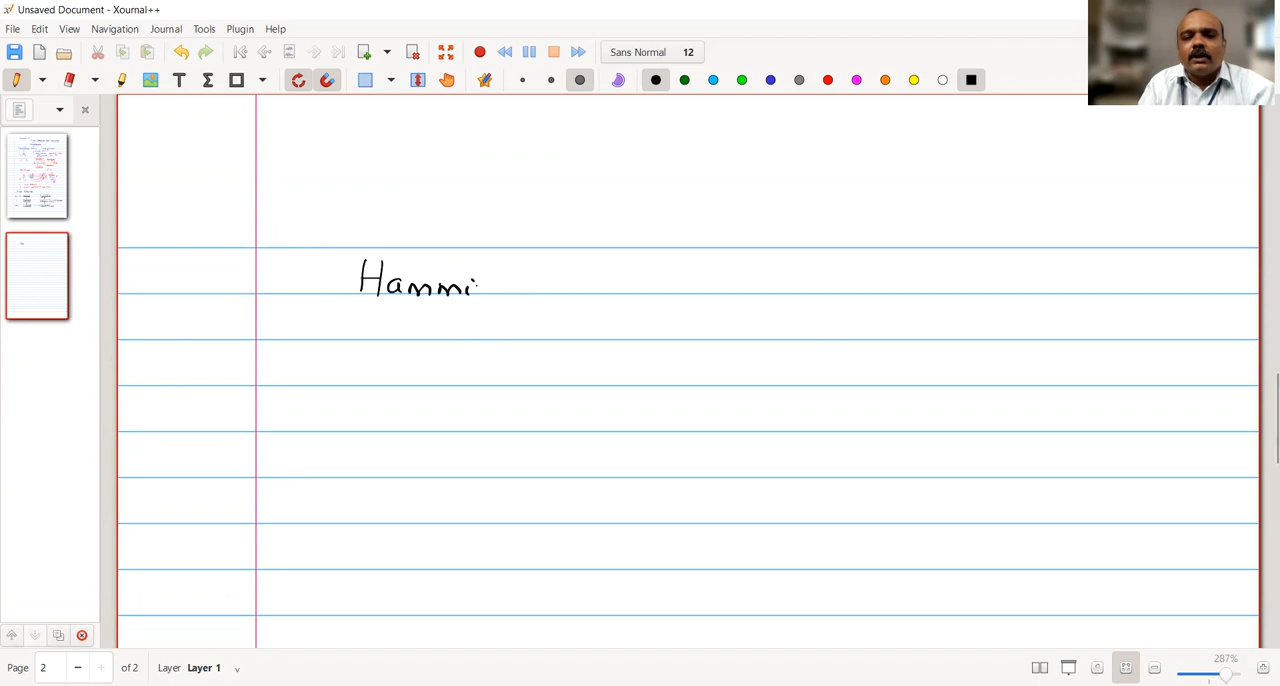 Unsaved Document - Xournal++
File Edit View Navigation Journal Tools Plugin Help
Sans Normal 12
Hammi
Page 2 of 2 Layer Layer 1
287%